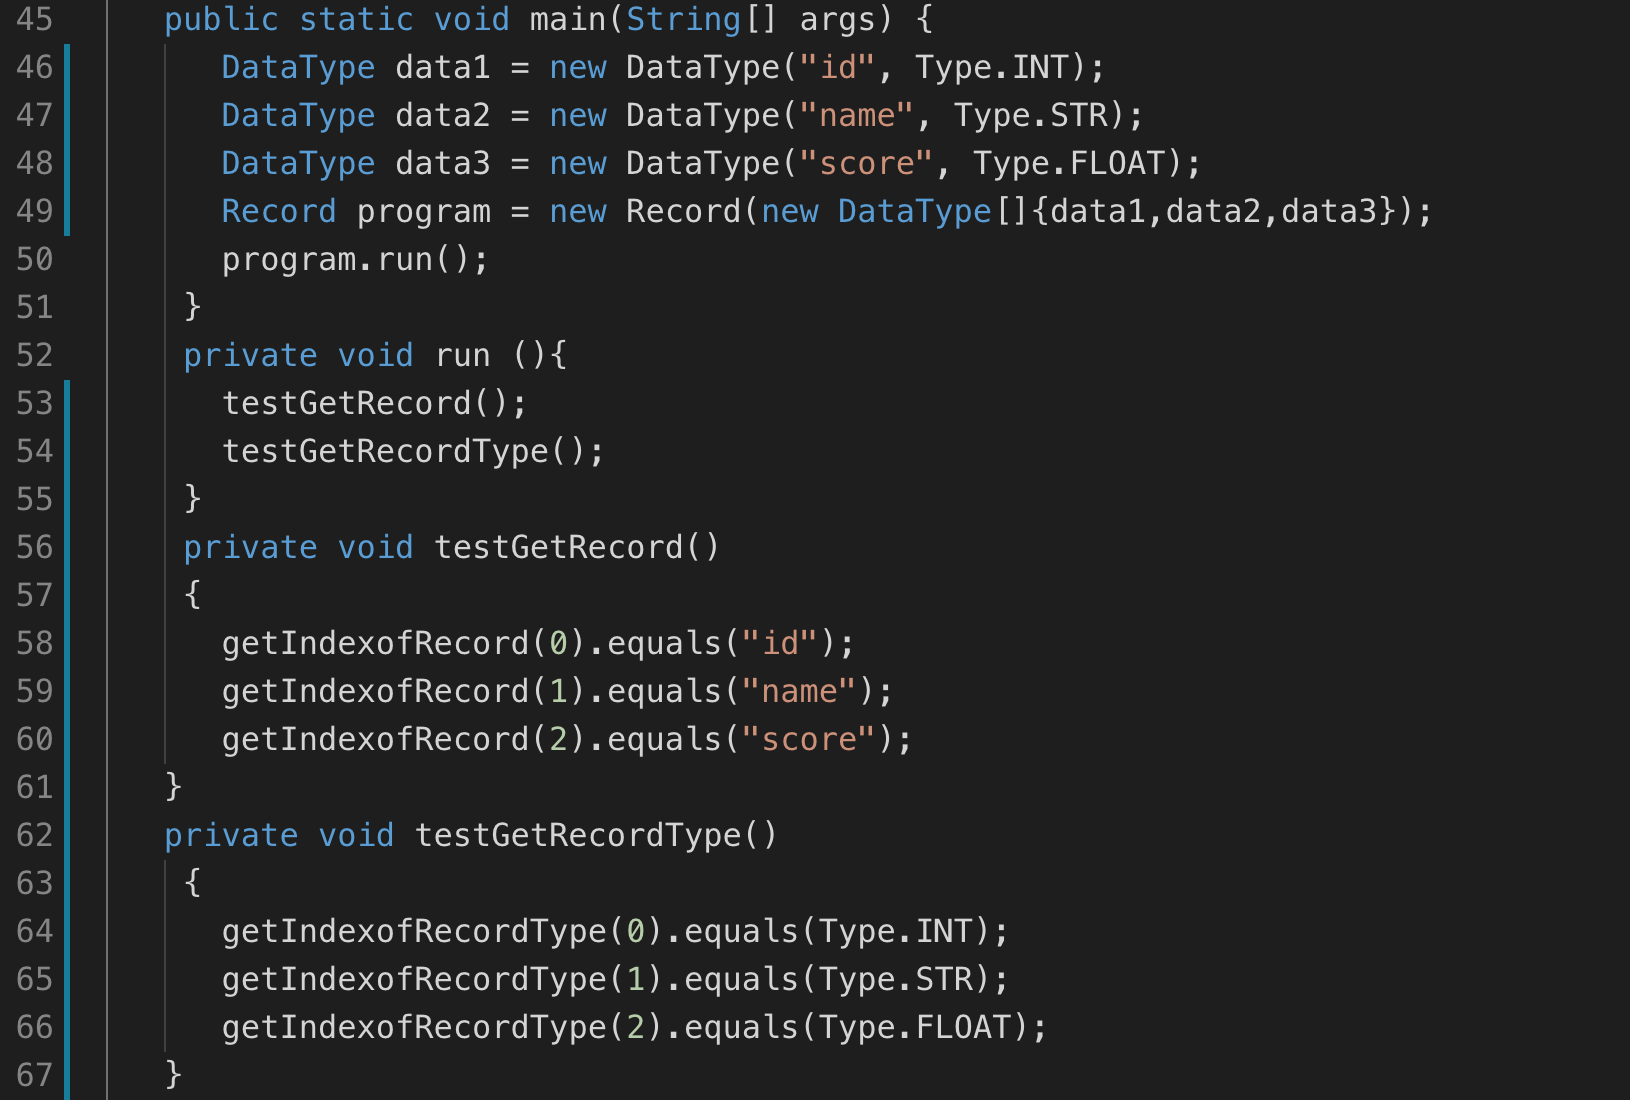 45 public static void main(String[] args) {
46 DataType data1 = new DataType("id", Type.INT);
47 DataType data2 = new DataType("name", Type.STR);
48 DataType data3 = new DataType("score", Type.FLOAT);
49 Record program = new Record(new DataType[]{data1,data2,data3});
50 program.run();
51 }
52 private void run (){
53 testGetRecord();
54 testGetRecordType();
55 }
56 private void testGetRecord()
57 {
58 getIndexofRecord(0).equals("id");
59 getIndexofRecord(1).equals("name");
60 getIndexofRecord(2).equals("score");
61 }
62 private void testGetRecordType()
63 {
64 getIndexofRecordType(0).equals(Type.INT);
65 getIndexofRecordType(1).equals(Type.STR);
66 getIndexofRecordType(2).equals(Type.FLOAT);
67 }